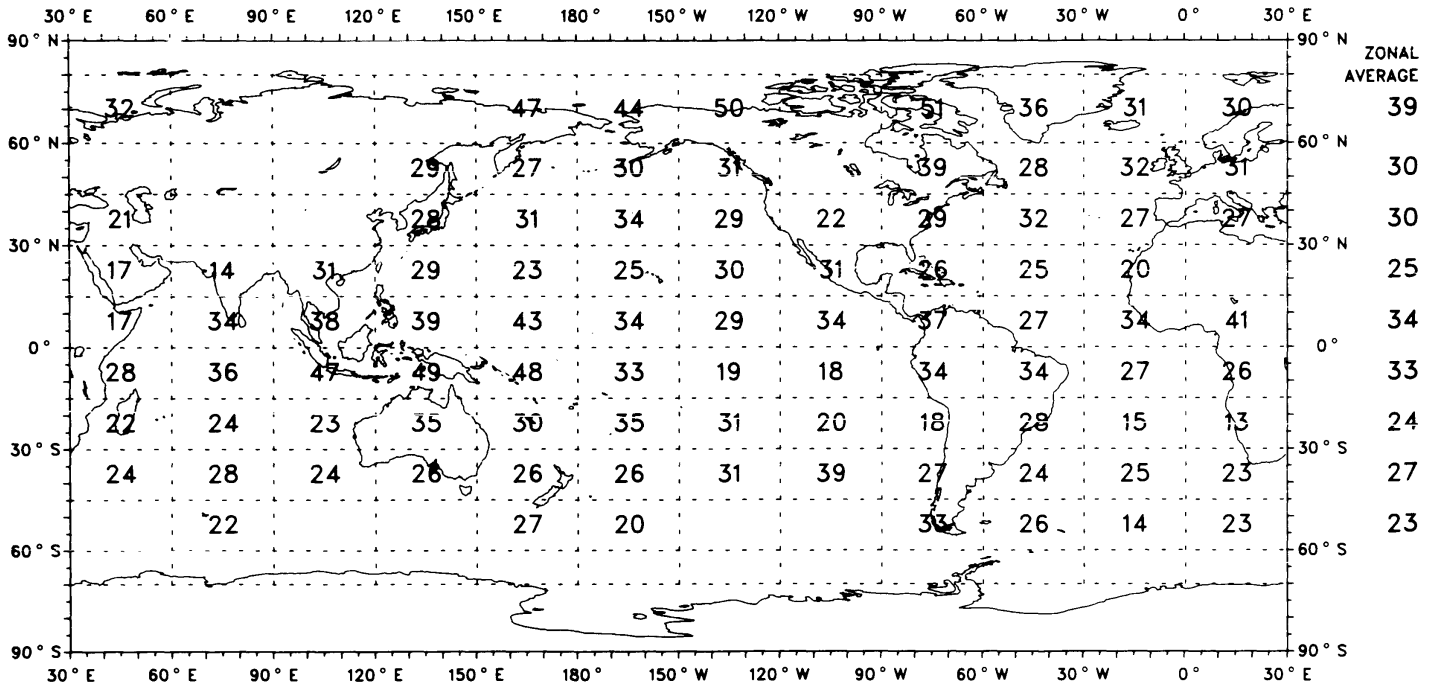 30° E 60° E 90° E 120° E 150° E 180° 150° W 120° W 90° W 60° W 30° W 0° 30° E
90° N 90° N
ZONAL
AVERAGE
32 47 44 50 51 36 31 30 39
60° N 60° N
29 27 30 31 39 28 32 31 30
21 28 31 34 29 22 29 32 27 27 30
30° N 30° N
17 14 31 29 23 25 30 31 26 25 20 25
17 34 38 39 43 34 29 34 37 27 34 41 34
0° 0°
28 36 47 49 48 33 19 18 34 34 27 26 33
22 24 23 35 30 35 31 20 18 28 15 13 24
30° S 30° S
24 28 24 26 26 26 31 39 27 24 25 23 27
22 27 20 33 26 14 23 23
60° S 60° S
90° S 90° S
30° E 60° E 90° E 120° E 150° E 180° 150° W 120° W 90° W 60° W 30° W 0° 30° E